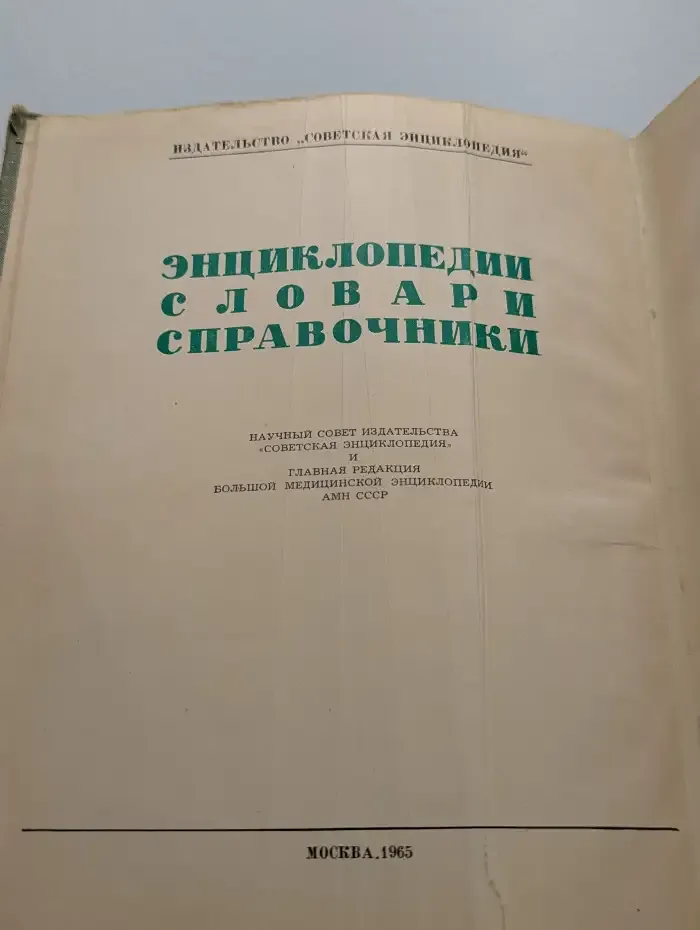 ИЗДАТЕЛЬСТВО „СОВЕТСКАЯ ЭНЦИКЛОПЕДИЯ“
ЭНЦИКЛОПЕДИИ
СЛОВАРИ
СПРАВОЧНИКИ
НАУЧНЫЙ СОВЕТ ИЗДАТЕЛЬСТВА
«СОВЕТСКАЯ ЭНЦИКЛОПЕДИЯ»
И
ГЛАВНАЯ РЕДАКЦИЯ
БОЛЬШОЙ МЕДИЦИНСКОЙ ЭНЦИКЛОПЕДИИ
АМН СССР
МОСКВА.1965